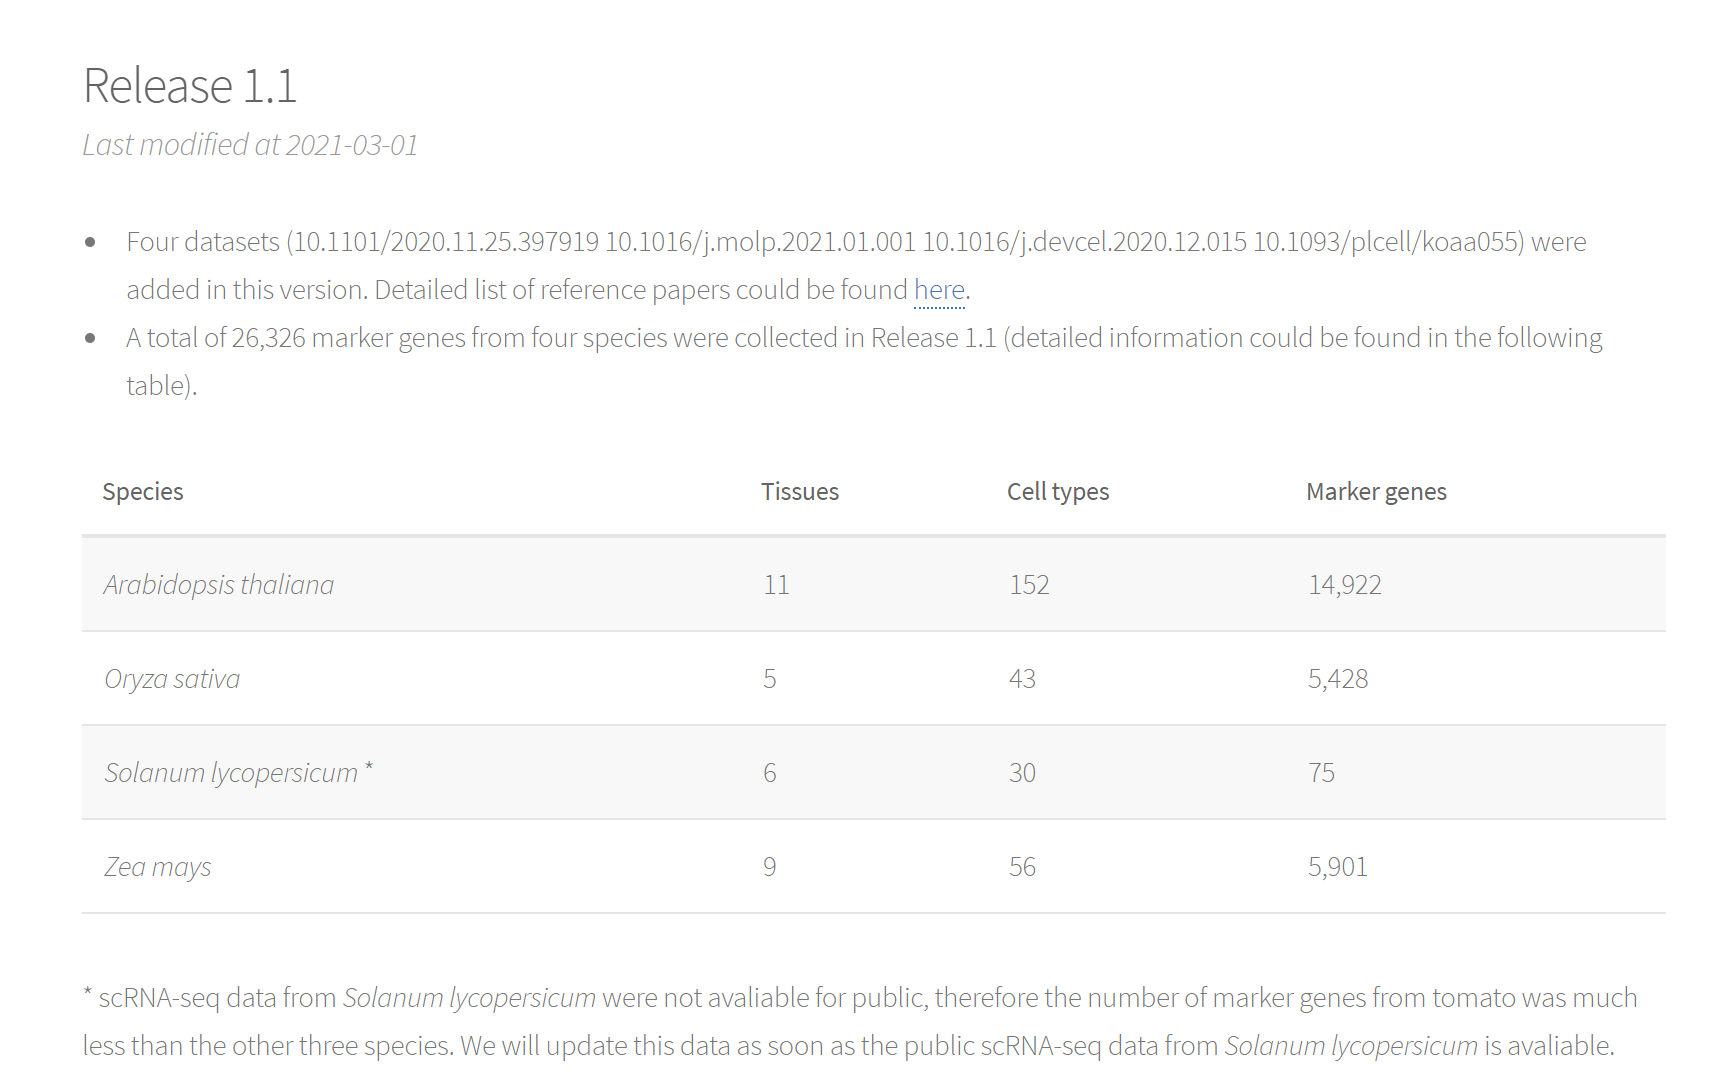 Release 1.1
Last modified at 2021-03-01
• Four datasets (10.1101/2020.11.25.397919 10.1016/j.molp.2021.01.001 10.1016/j.devcel.2020.12.015 10.1093/plcell/koaa055) were
added in this version. Detailed list of reference papers could be found here.
• A total of 26,326 marker genes from four species were collected in Release 1.1 (detailed information could be found in the following
table).
Species Tissues Cell types Marker genes
Arabidopsis thaliana 11 152 14,922
Oryza sativa 5 43 5,428
Solanum lycopersicum * 6 30 75
Zea mays 9 56 5,901
* scRNA-seq data from Solanum lycopersicum were not avaliable for public, therefore the number of marker genes from tomato was much
less than the other three species. We will update this data as soon as the public scRNA-seq data from Solanum lycopersicum is avaliable.